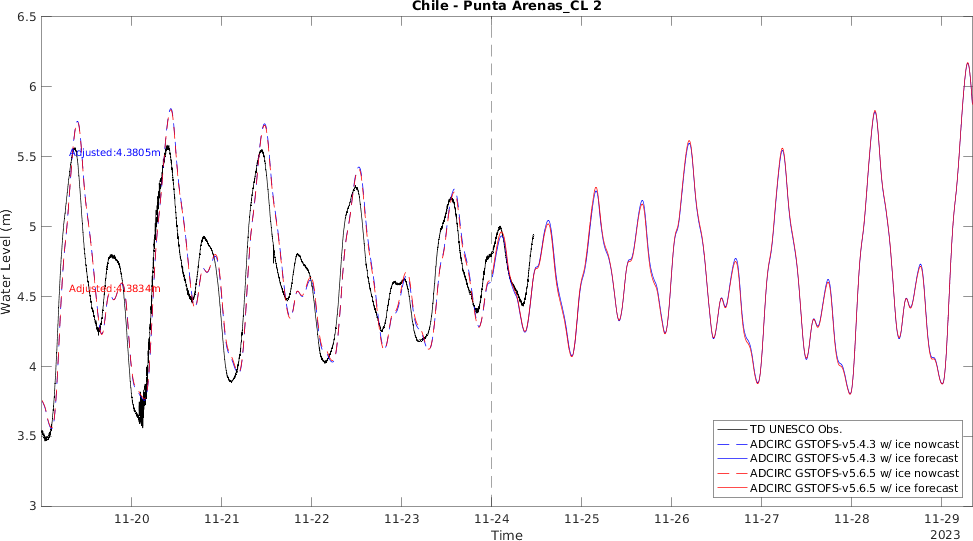 Chile - Punta Arenas_CL 2
6.5
6
5.5
5
4.5
4
3.5
3
Water Level (m)
Adjusted:4.3805m
Adjusted:4.3834m
TD UNESCO Obs.
ADCIRC GSTOFS-v5.4.3 w/ ice nowcast
ADCIRC GSTOFS-v5.4.3 w/ ice forecast
ADCIRC GSTOFS-v5.6.5 w/ ice nowcast
ADCIRC GSTOFS-v5.6.5 w/ ice forecast
11-20 11-21 11-22 11-23 11-24 11-25 11-26 11-27 11-28 11-29
2023
Time